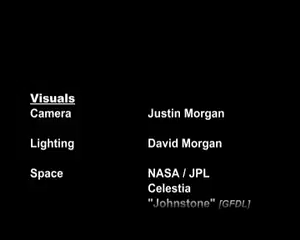 Visuals
Camera Justin Morgan
Lighting David Morgan
Space NASA / JPL
Celestia
"Johnstone" [GFDL]